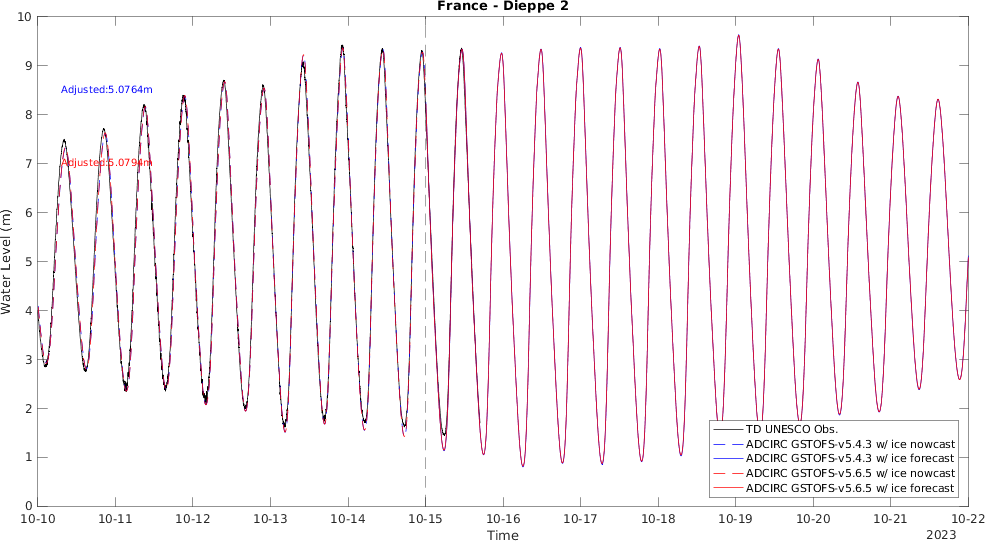 France - Dieppe 2
10
9
8
7
6
5
4
3
2
1
0
Water Level (m)
Adjusted:5.0764m
Adjusted:5.0794m
TD UNESCO Obs.
ADCIRC GSTOFS-v5.4.3 w/ ice nowcast
ADCIRC GSTOFS-v5.4.3 w/ ice forecast
ADCIRC GSTOFS-v5.6.5 w/ ice nowcast
ADCIRC GSTOFS-v5.6.5 w/ ice forecast
10-10 10-11 10-12 10-13 10-14 10-15 10-16 10-17 10-18 10-19 10-20 10-21 10-22
Time
2023